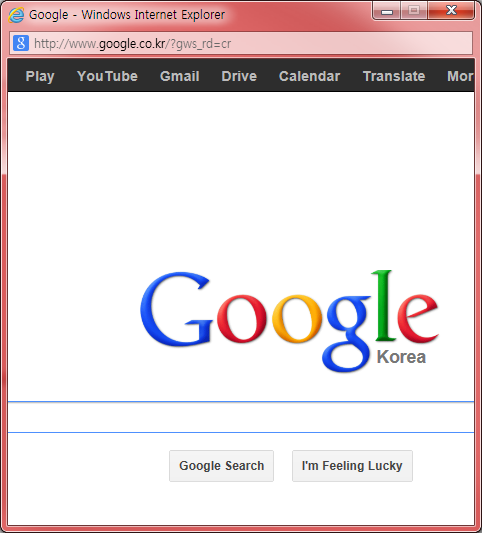 Google - Windows Internet Explorer
http://www.google.co.kr/?gws_rd=cr
Play YouTube Gmail Drive Calendar Translate Mor
Google
Korea
Google Search I'm Feeling Lucky